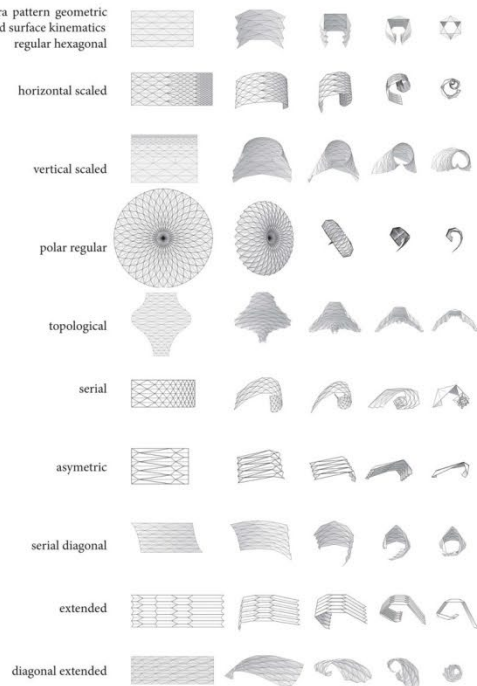 pattern geometric
surface kinematics
regular hexagonal
horizontal scaled
vertical scaled
polar regular
topological
serial
asymetric
serial diagonal
extended
diagonal extended